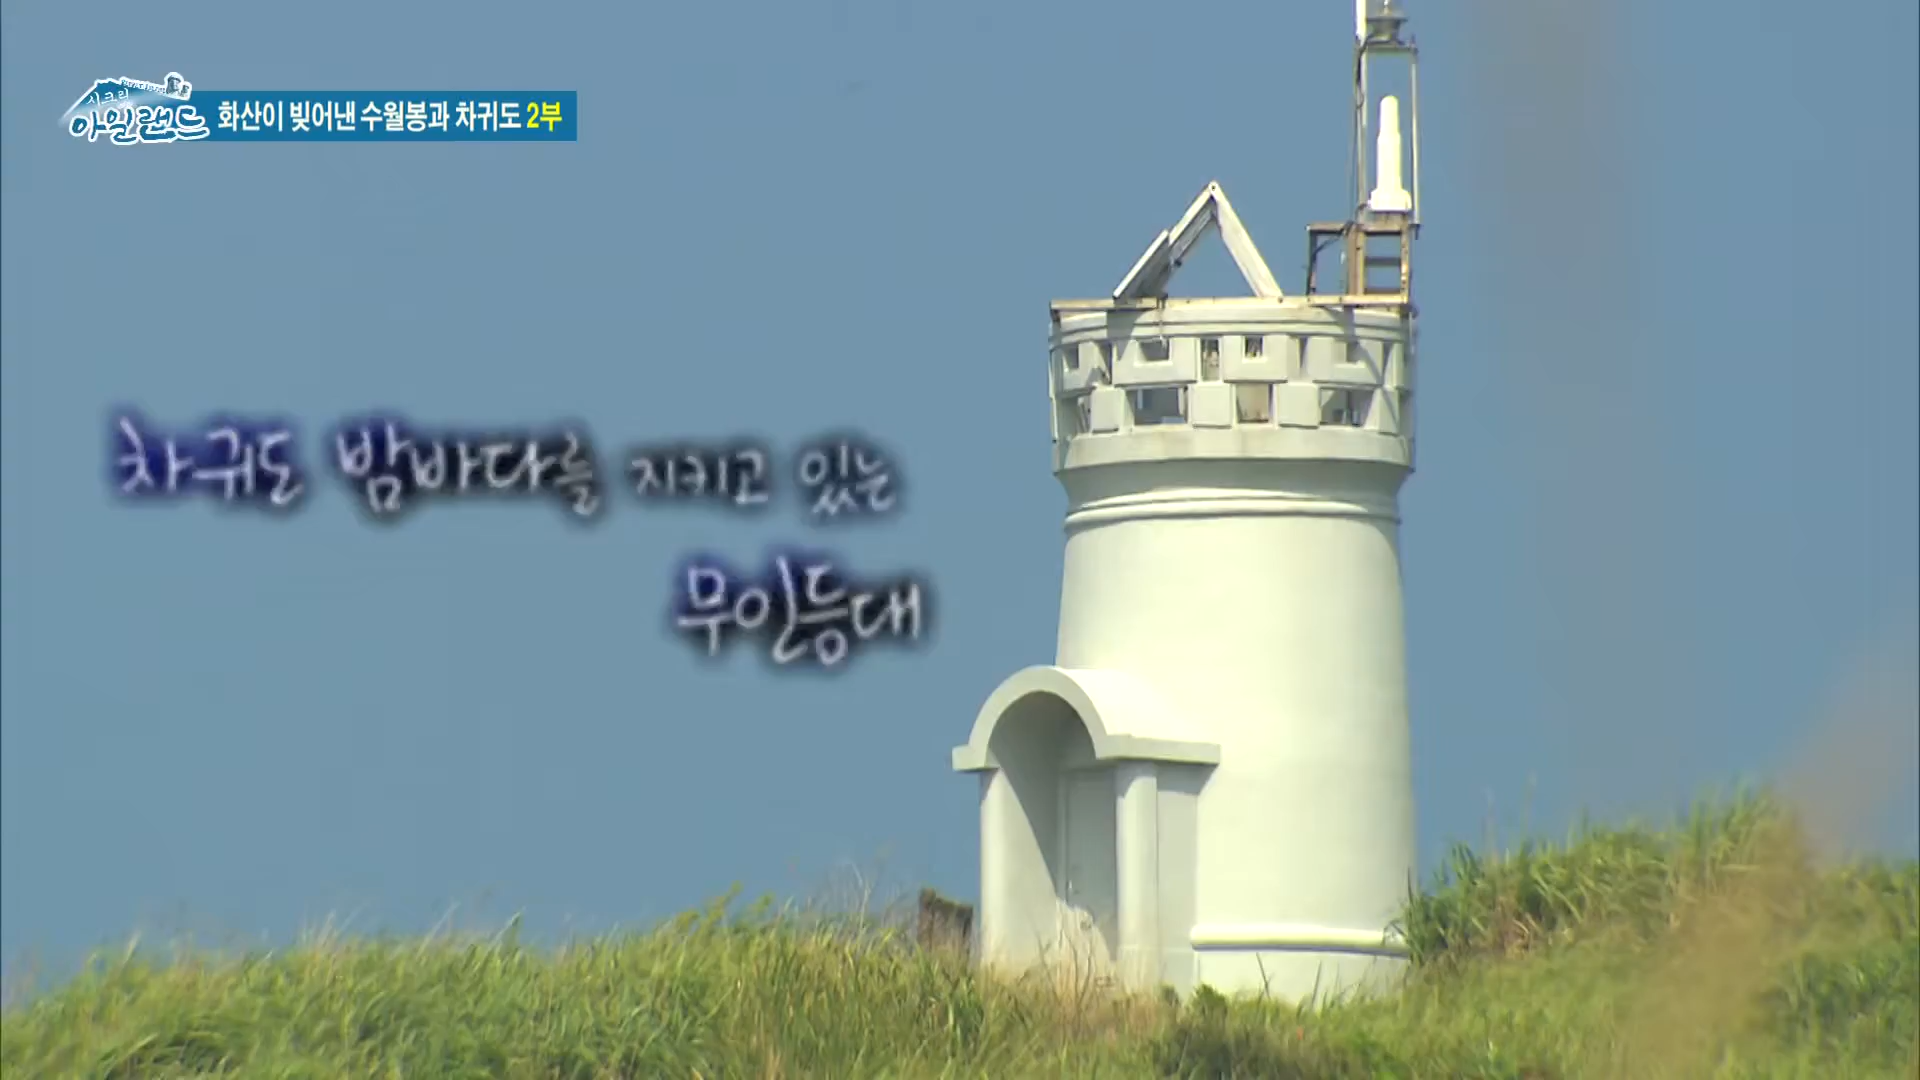 시크릿
아일랜드
화산이 빚어낸 수월봉과 차귀도 2부
차귀도 밤바다를 지키고 있는
무인등대